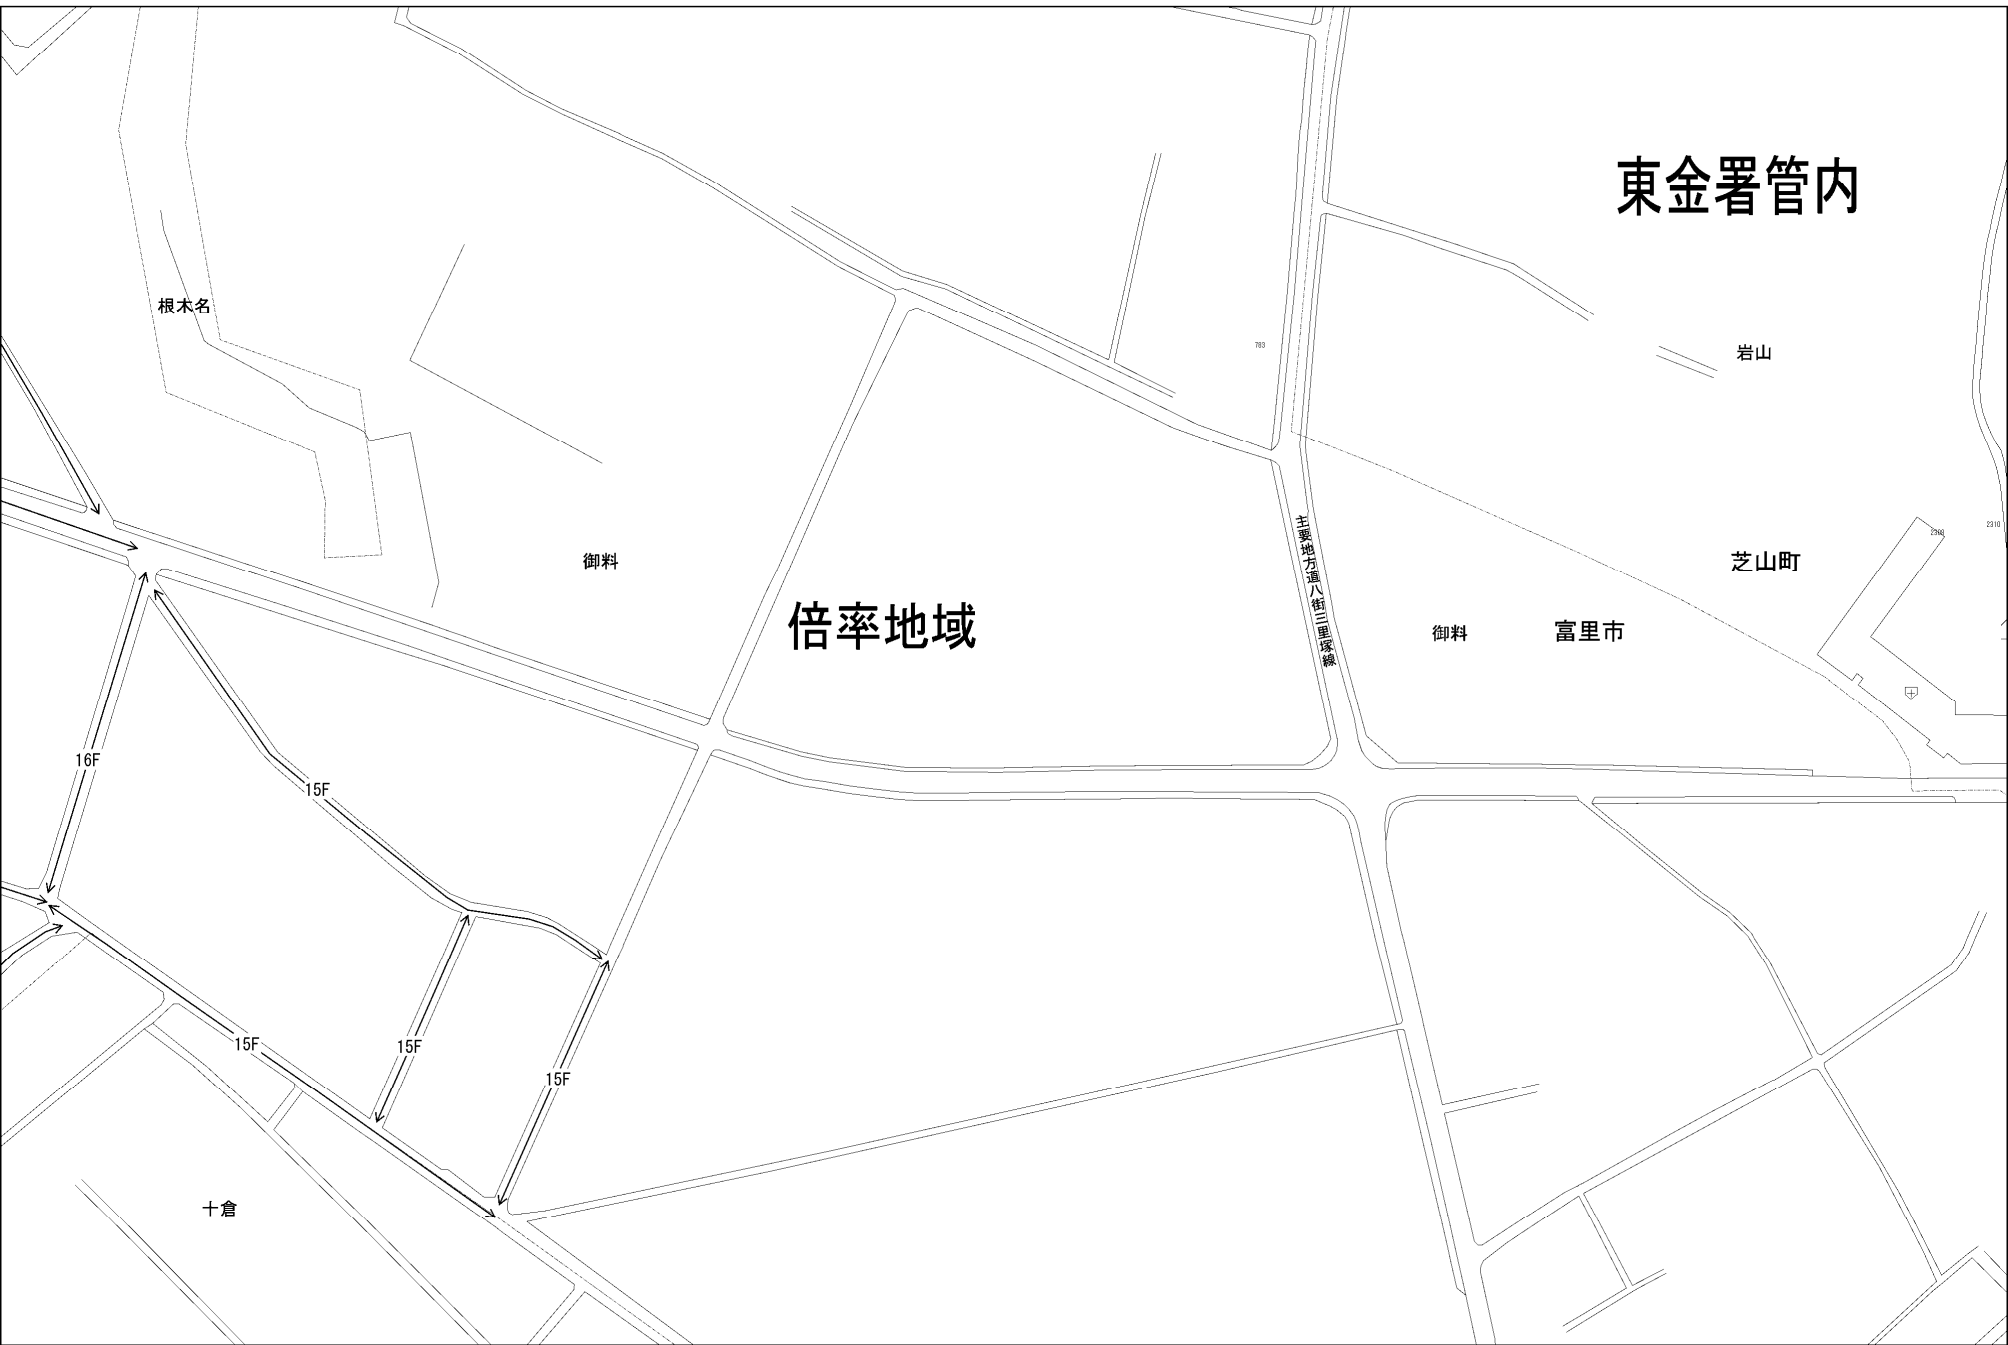 東金署管内
根木名
783
岩山
2310
2308
主要地方道八街三里塚線
御料
芝山町
倍率地域
御料
富里市
16F
15F
15F
15F
15F
十倉